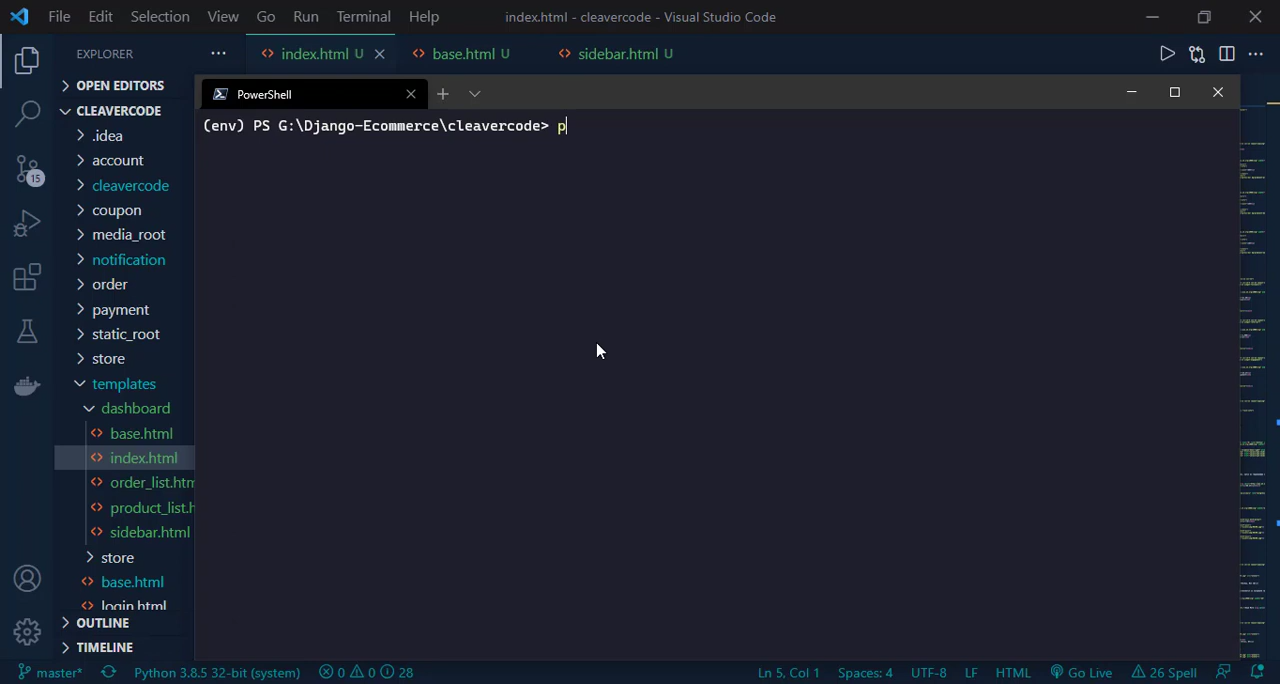 File Edit Selection View Go Run Terminal Help index.html - cleavercode - Visual Studio Code
EXPLORER
index.html U
base.html U
sidebar.html U
OPEN EDITORS
CLEAVERCODE
.idea
account
cleavercode
coupon
media_root
notification
order
payment
static_root
store
templates
dashboard
base.html
index.html
order_list.htm
product_list.h
sidebar.html
store
base.html
login.html
OUTLINE
TIMELINE
15
PowerShell
(env) PS G:\Django-Ecommerce\cleavercode> p
master* Python 3.8.5 32-bit (system) 0 0 28 Ln 5, Col 1 Spaces: 4 UTF-8 LF HTML Go Live 26 Spell